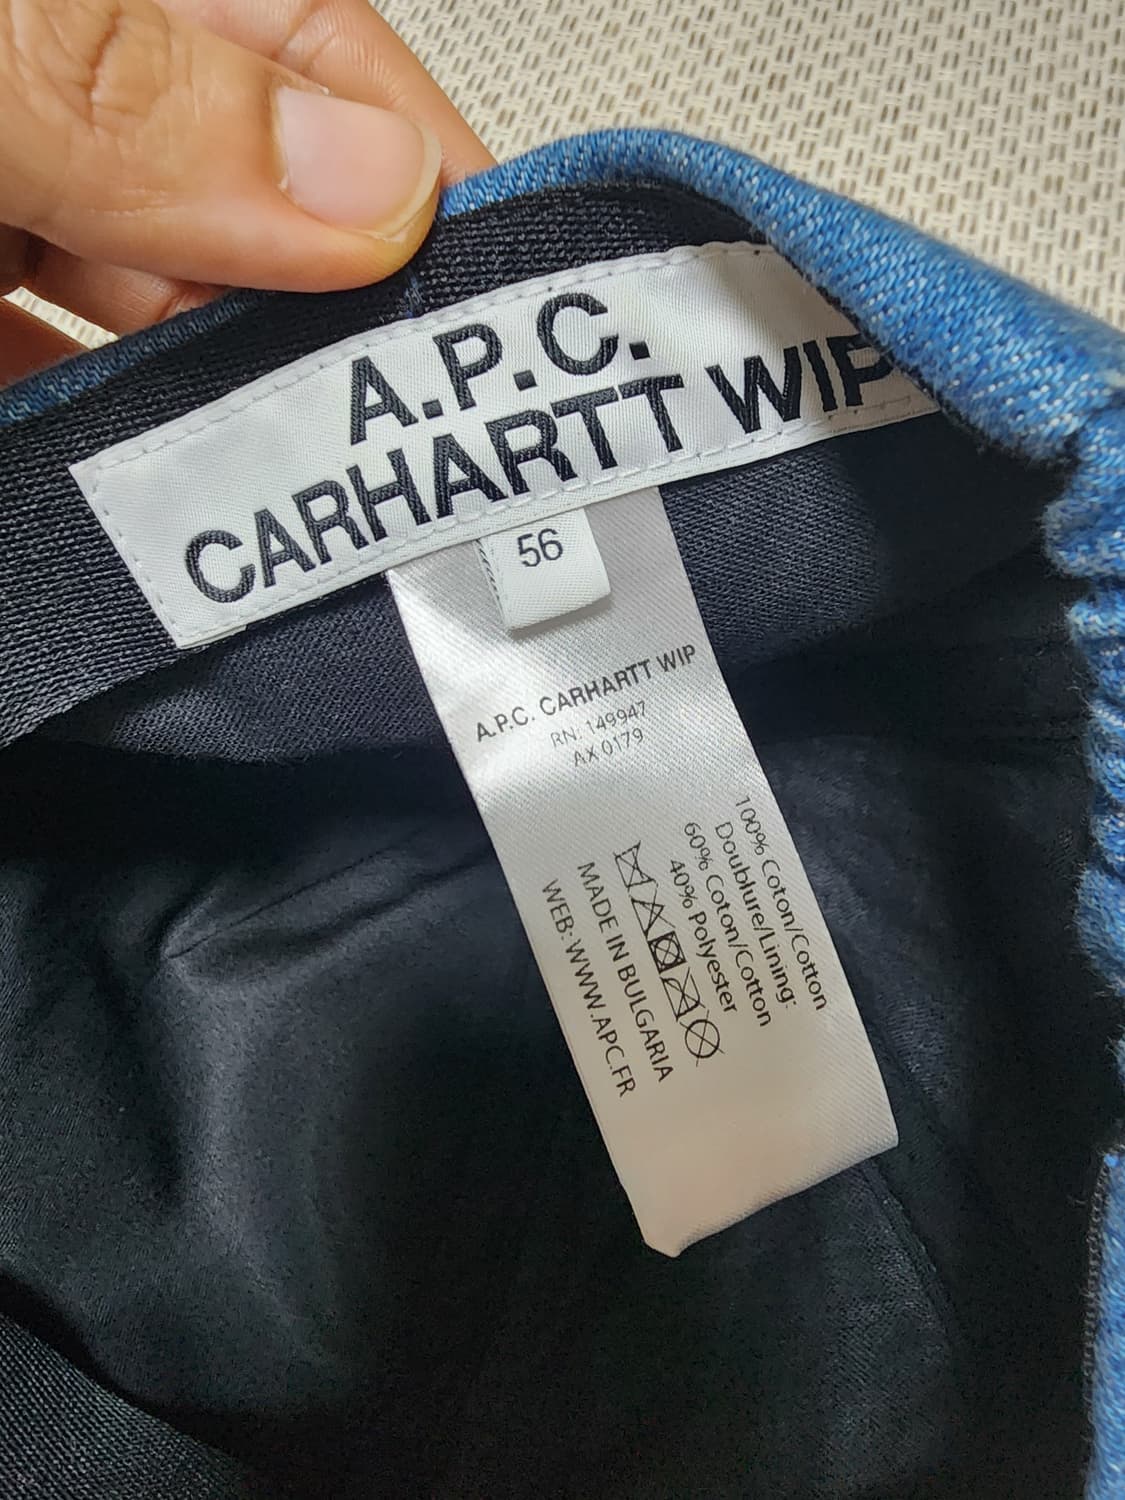 A.P.C.
CARHARTT WIP
56
A.P.C. CARHARTT WIP
RN: 149947
AX 0179
100% Coton/Cotton
Doublure/Lining:
60% Coton/Cotton
40% Polyester
MADE IN BULGARIA
WEB: WWW.APC.FR